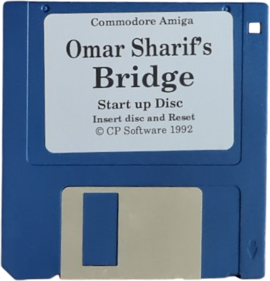 Commodore Amiga
Omar Sharif's
Bridge
Start up Disc
Insert disc and Reset
© CP Software 1992